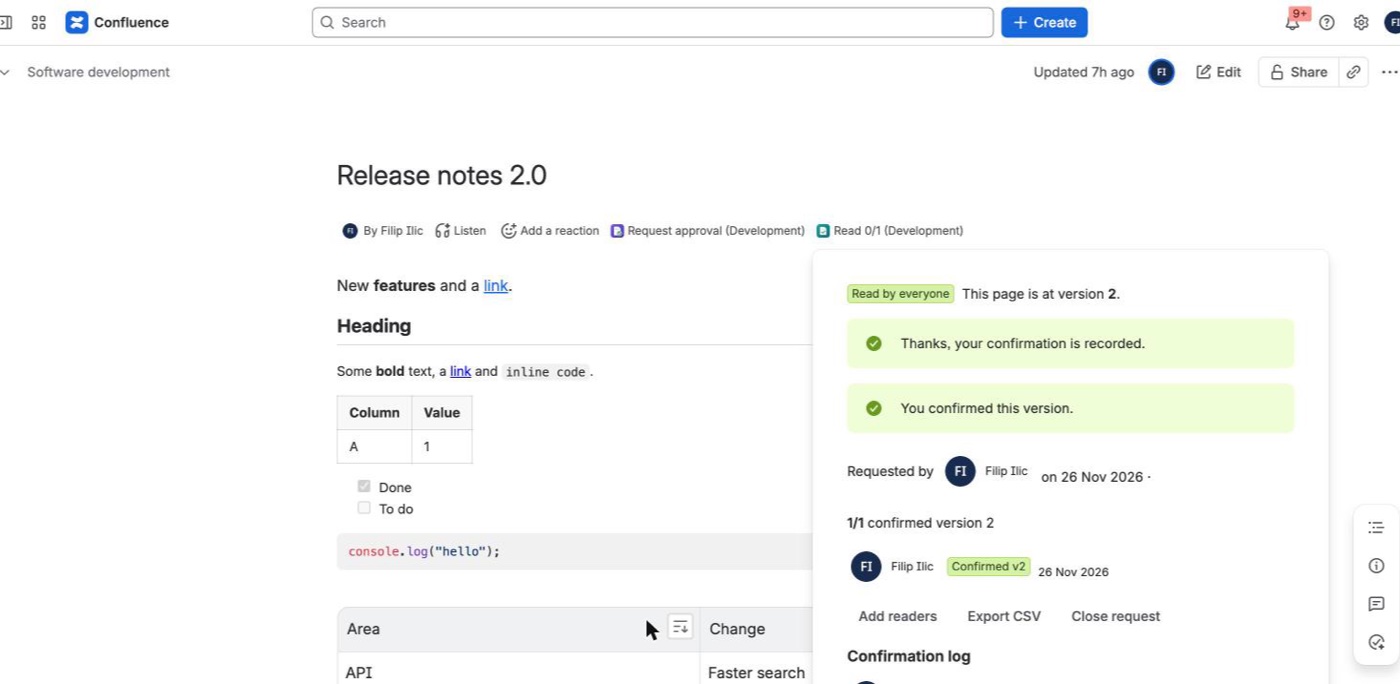 Confluence
Search
Create
9+
FI
Software development
Updated 7h ago
FI
Edit
Share
Release notes 2.0
FI By Filip Ilic Listen Add a reaction Request approval (Development) Read 0/1 (Development)
New features and a link.
Heading
Some bold text, a link and inline code.
Column Value
A 1
Done
To do
console.log("hello");
Area Change
API Faster search
Read by everyone This page is at version 2.
Thanks, your confirmation is recorded.
You confirmed this version.
Requested by FI Filip Ilic on 26 Nov 2026 ·
1/1 confirmed version 2
FI Filip Ilic Confirmed v2 26 Nov 2026
Add readers Export CSV Close request
Confirmation log